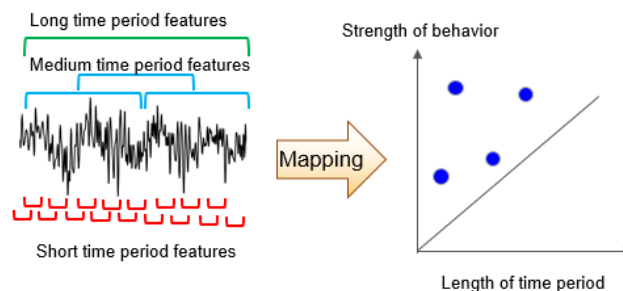 Long time period features
Medium time period features
Short time period features
Mapping
Strength of behavior
Length of time period